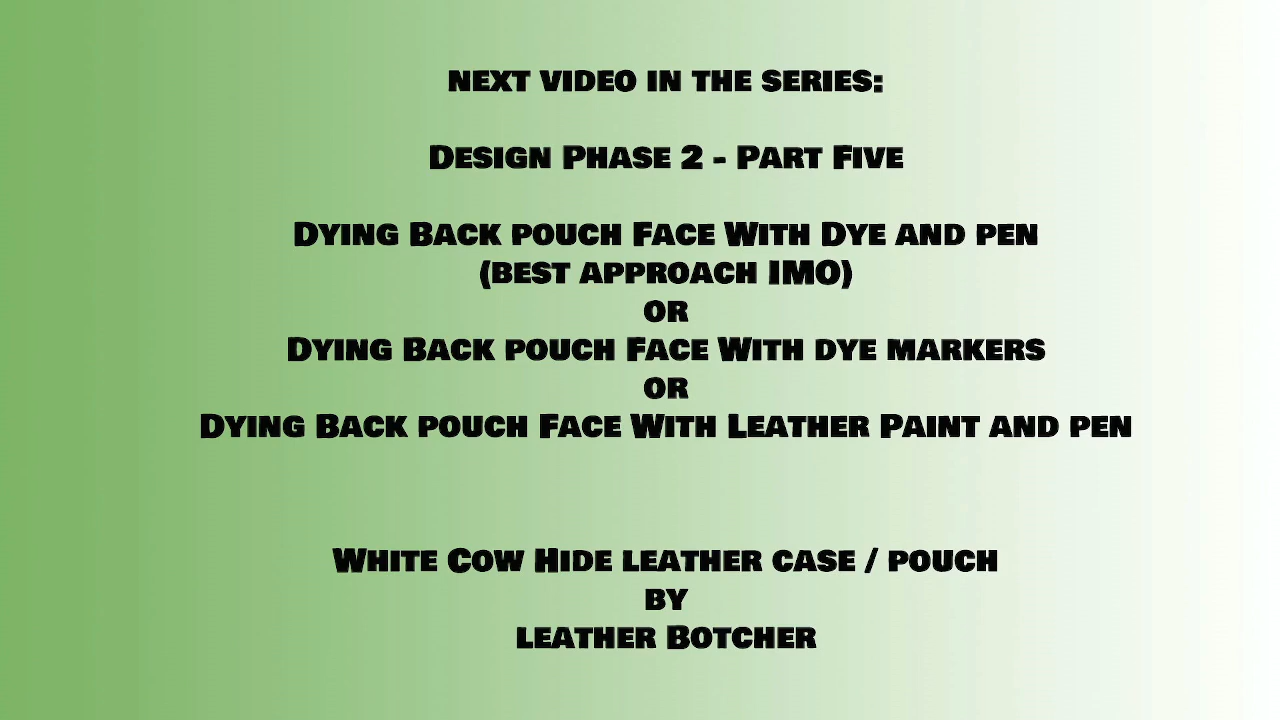 next video in the series:
Design Phase 2 - Part Five
Dying Back pouch Face With Dye and pen
(best approach IMO)
or
Dying Back pouch Face With dye markers
or
Dying Back pouch Face With Leather Paint and pen
White Cow Hide leather case / pouch
by
leather Botcher